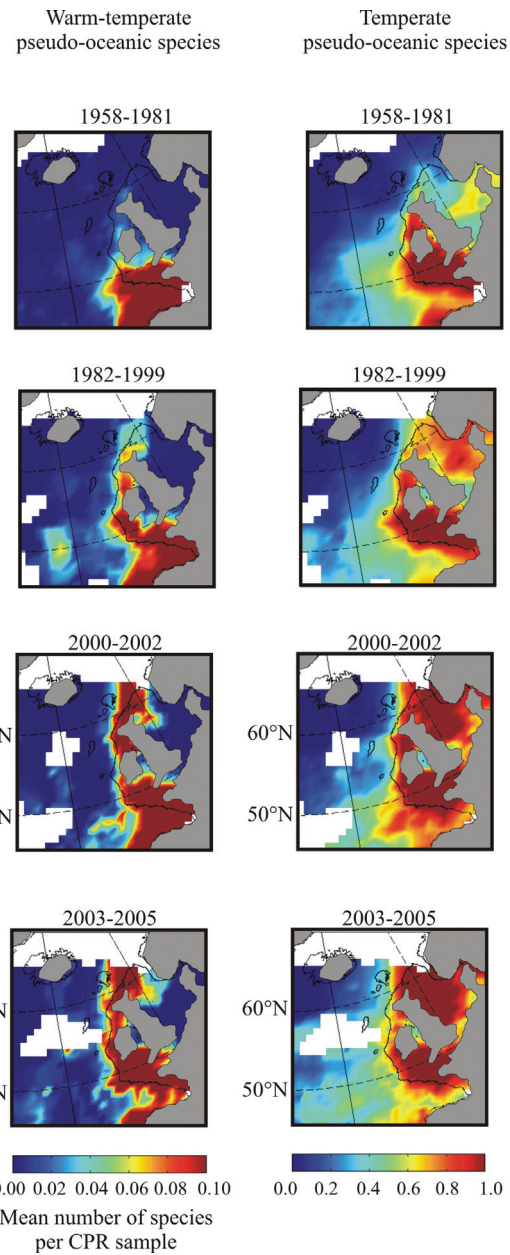 Warm-temperate
pseudo-oceanic species
Temperate
pseudo-oceanic species
1958-1981
1958-1981
1982-1999
1982-1999
2000-2002
2000-2002
N
60°N
N
50°N
2003-2005
2003-2005
N
60°N
N
50°N
0.00 0.02 0.04 0.06 0.08 0.10
0.0 0.2 0.4 0.6 0.8 1.0
Mean number of species
per CPR sample